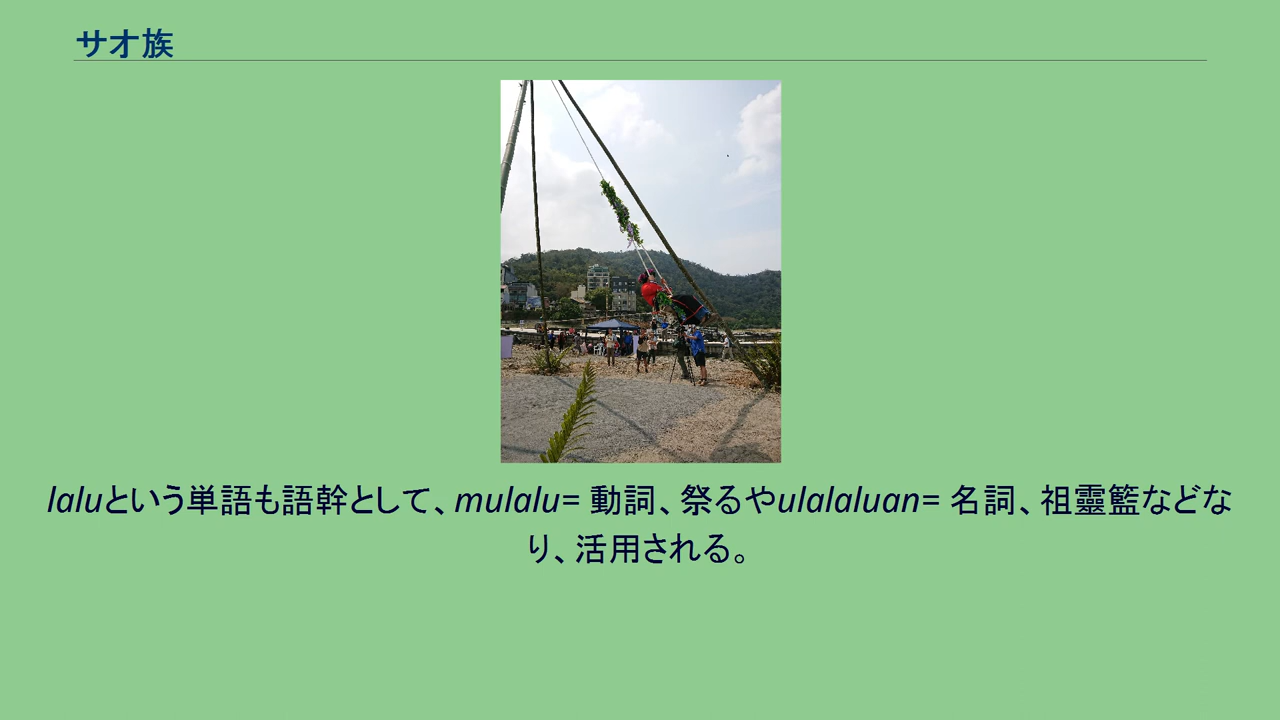 サオ族
laluという単語も語幹として、mulalu= 動詞、祭るやulalaluan= 名詞、祖靈籃などな
り、活用される。